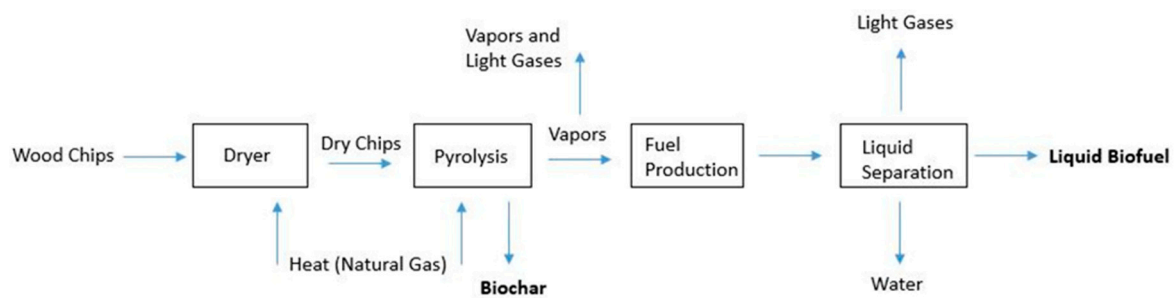 Light Gases
Vapors and
Light Gases
Wood Chips
Dryer
Dry Chips
Pyrolysis
Vapors
Fuel
Production
Liquid
Separation
Liquid Biofuel
Heat (Natural Gas)
Biochar
Water